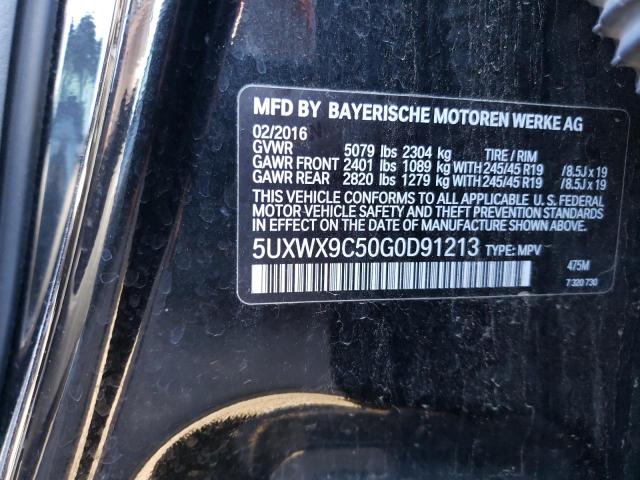 MFD BY BAYERISCHE MOTOREN WERKE AG
02/2016
GVWR 5079 lbs 2304 kg TIRE / RIM
GAWR FRONT 2401 lbs 1089 kg WITH 245/45 R19 /8.5J x 19
GAWR REAR 2820 lbs 1279 kg WITH 245/45 R19 /8.5J x 19
THIS VEHICLE CONFORMS TO ALL APPLICABLE U. S. FEDERAL
MOTOR VEHICLE SAFETY AND THEFT PREVENTION STANDARDS
IN EFFECT ON THE DATE OF MANUFACTURE SHOWN ABOVE.
5UXWX9C50G0D91213 TYPE: MPV
475M
7 320 730